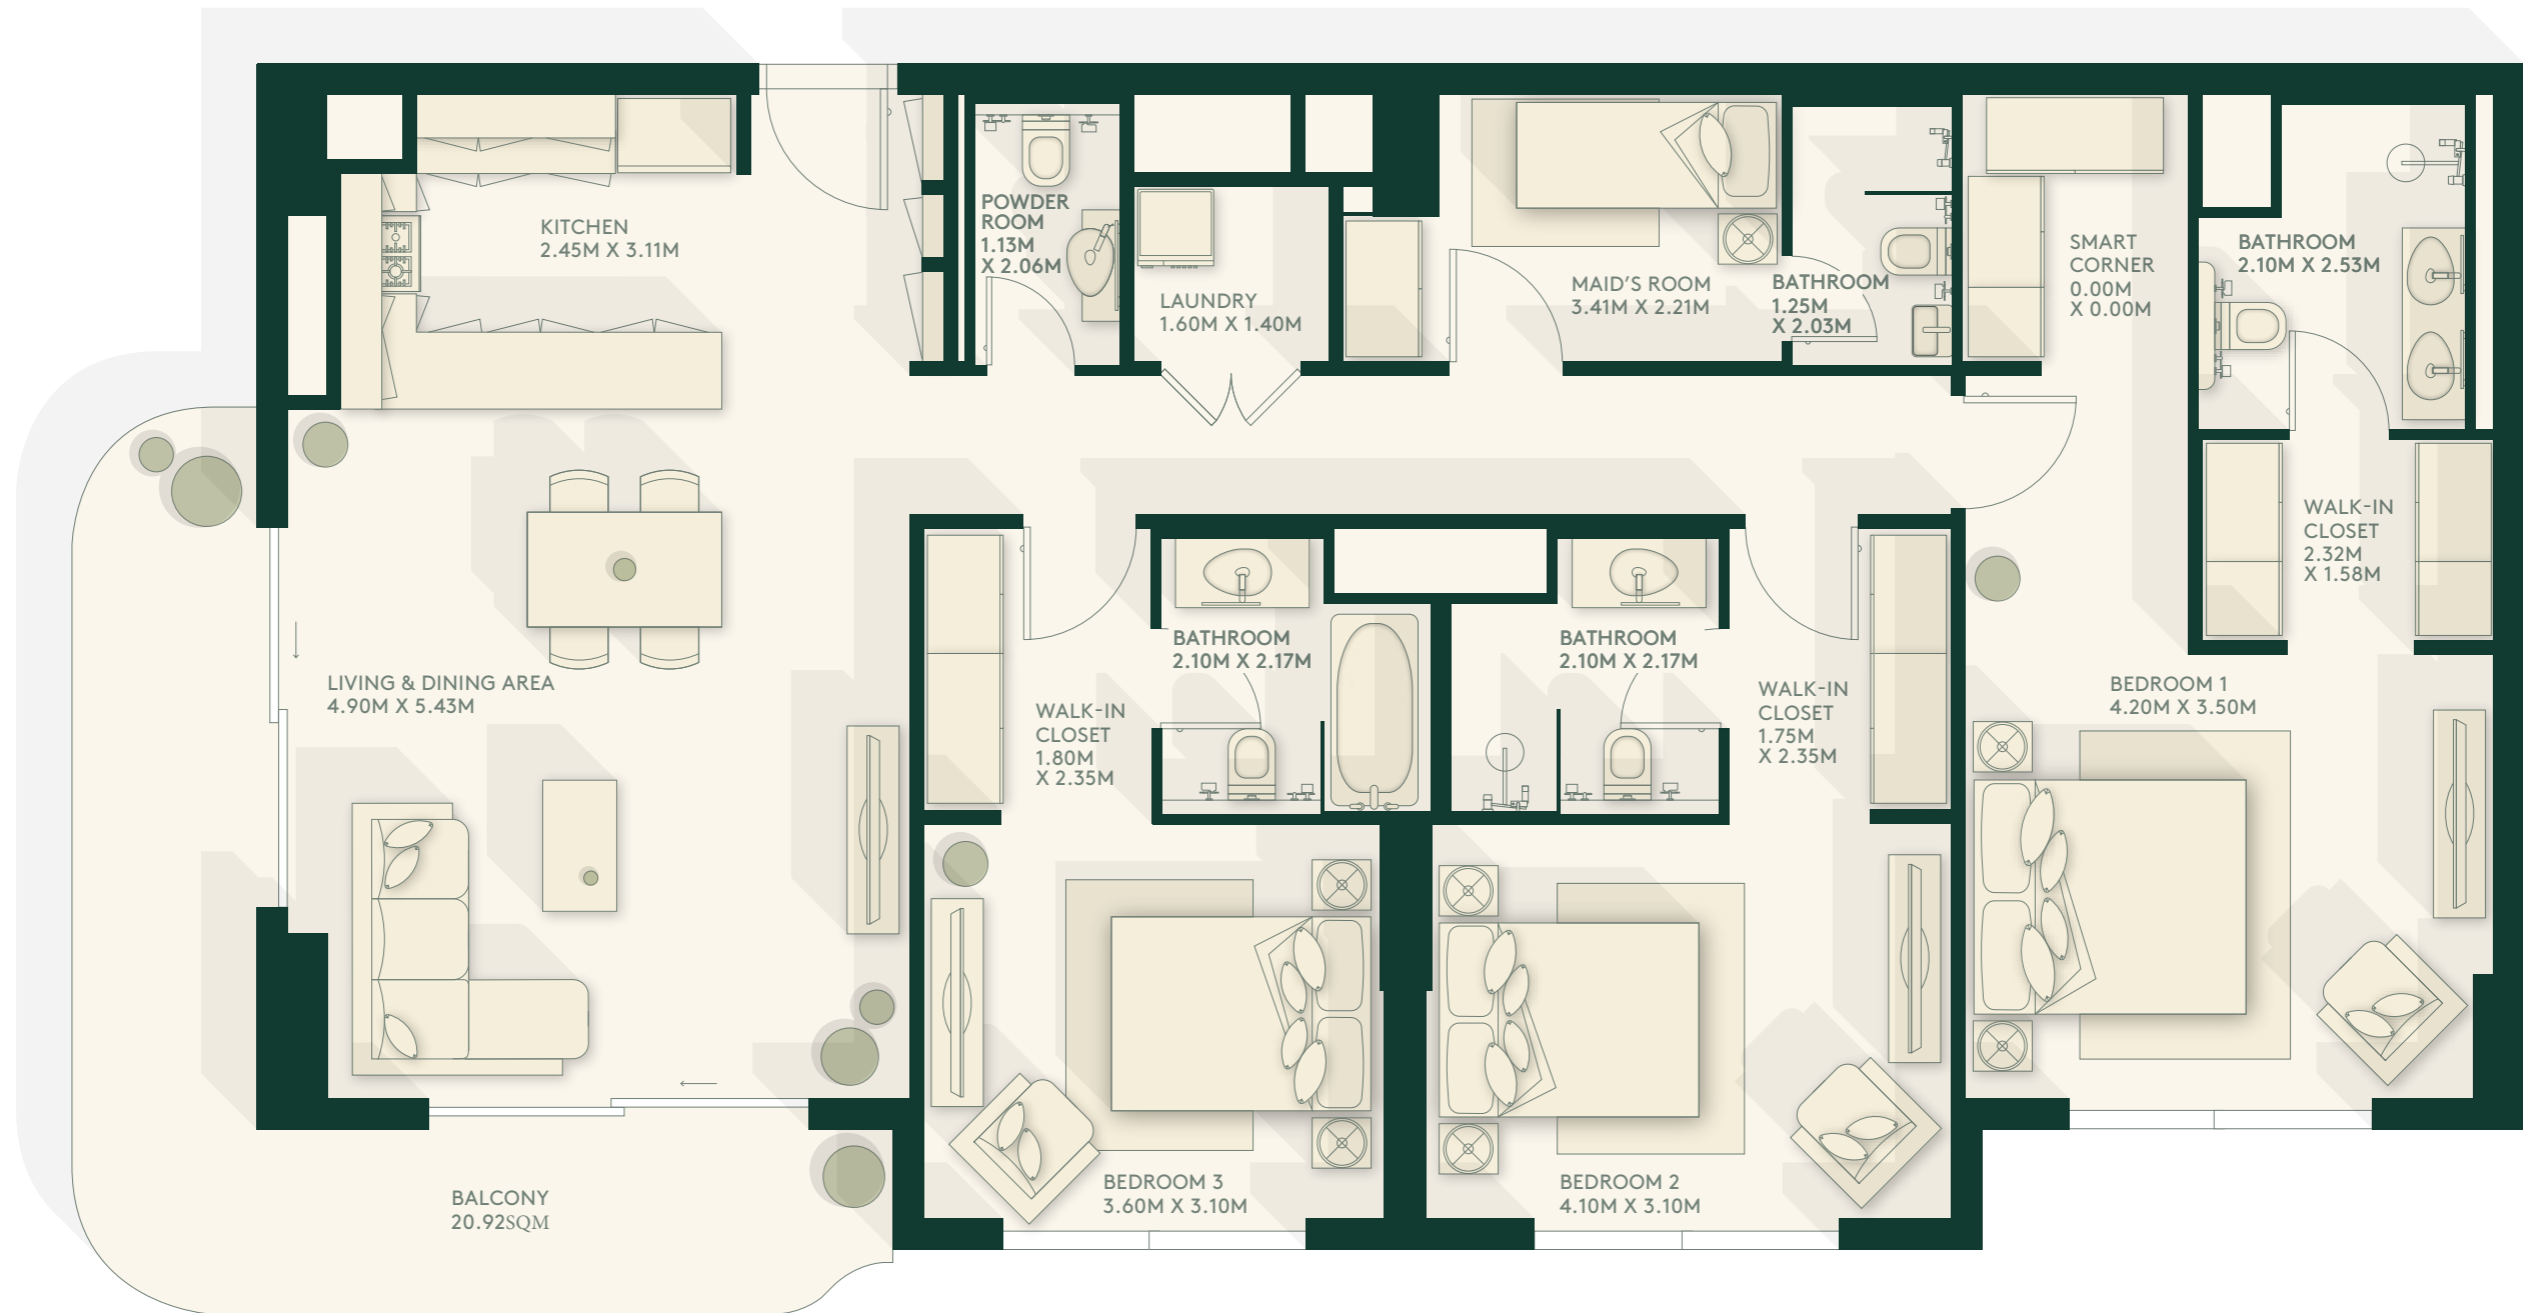 KITCHEN
2.45M X 3.11M
POWDER
ROOM
1.13M
X 2.06M
LAUNDRY
1.60M X 1.40M
MAID'S ROOM
3.41M X 2.21M
BATHROOM
1.25M
X 2.03M
SMART
CORNER
0.00M
X 0.00M
BATHROOM
2.10M X 2.53M
WALK-IN
CLOSET
2.32M
X 1.58M
LIVING & DINING AREA
4.90M X 5.43M
WALK-IN
CLOSET
1.80M
X 2.35M
BATHROOM
2.10M X 2.17M
BATHROOM
2.10M X 2.17M
WALK-IN
CLOSET
1.75M
X 2.35M
BEDROOM 1
4.20M X 3.50M
BALCONY
20.92SQM
BEDROOM 3
3.60M X 3.10M
BEDROOM 2
4.10M X 3.10M